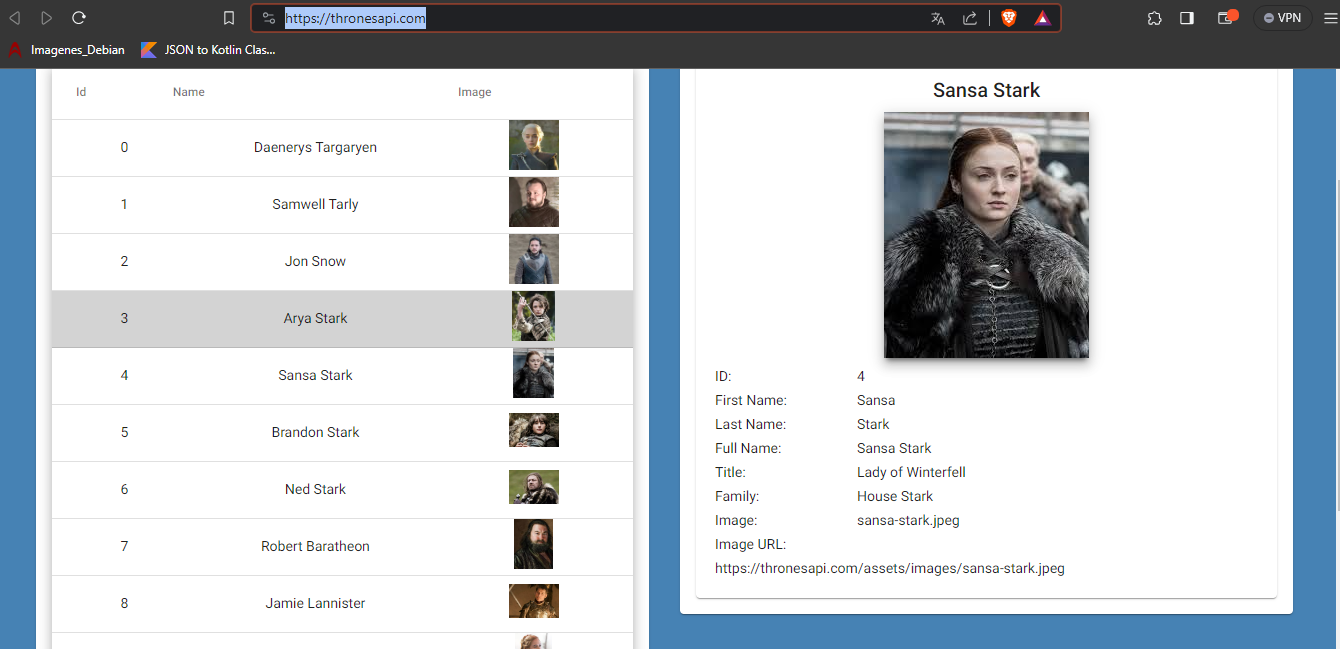 https://thronesapi.com
VPN
Imagenes_Debian
JSON to Kotlin Clas...
Id Name Image
0 Daenerys Targaryen
1 Samwell Tarly
2 Jon Snow
3 Arya Stark
4 Sansa Stark
5 Brandon Stark
6 Ned Stark
7 Robert Baratheon
8 Jamie Lannister
Sansa Stark
ID: 4
First Name: Sansa
Last Name: Stark
Full Name: Sansa Stark
Title: Lady of Winterfell
Family: House Stark
Image: sansa-stark.jpeg
Image URL:
https://thronesapi.com/assets/images/sansa-stark.jpeg